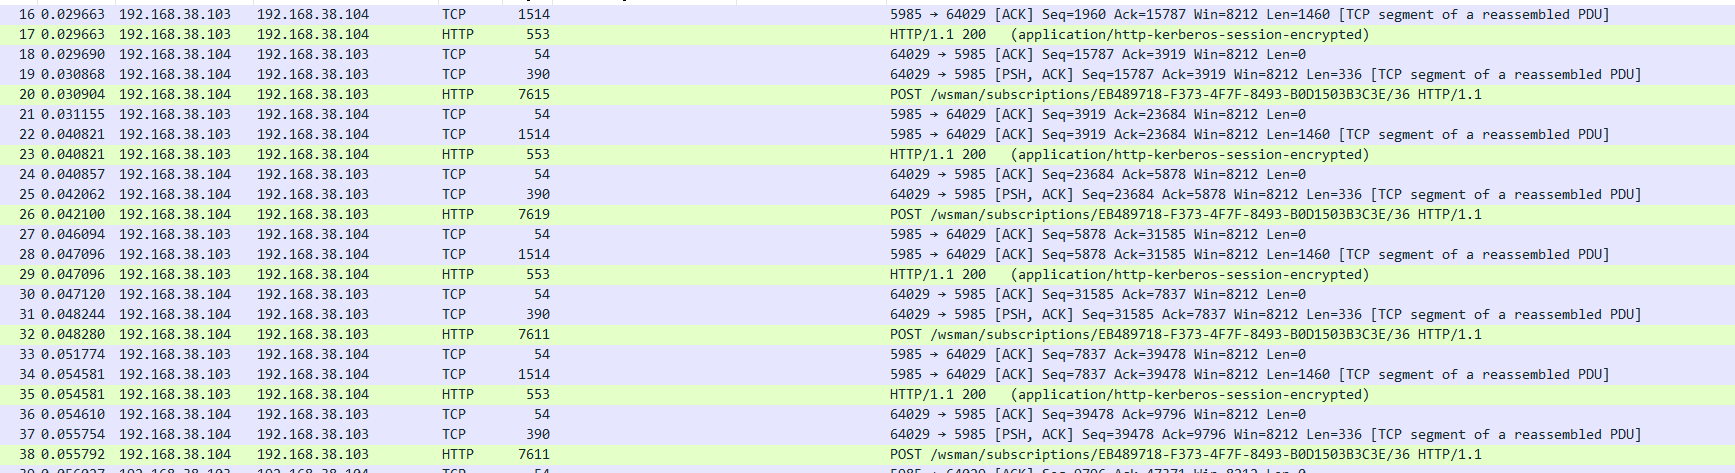 16 0.029663 192.168.38.103 192.168.38.104 TCP 1514 5985 → 64029 [ACK] Seq=1960 Ack=15787 Win=8212 Len=1460 [TCP segment of a reassembled PDU]
17 0.029663 192.168.38.103 192.168.38.104 HTTP 553 HTTP/1.1 200 (application/http-kerberos-session-encrypted)
18 0.029690 192.168.38.104 192.168.38.103 TCP 54 64029 → 5985 [ACK] Seq=15787 Ack=3919 Win=8212 Len=0
19 0.030868 192.168.38.104 192.168.38.103 TCP 390 64029 → 5985 [PSH, ACK] Seq=15787 Ack=3919 Win=8212 Len=336 [TCP segment of a reassembled PDU]
20 0.030904 192.168.38.104 192.168.38.103 HTTP 7615 POST /wsman/subscriptions/EB489718-F373-4F7F-8493-B0D1503B3C3E/36 HTTP/1.1
21 0.031155 192.168.38.103 192.168.38.104 TCP 54 5985 → 64029 [ACK] Seq=3919 Ack=23684 Win=8212 Len=0
22 0.040821 192.168.38.103 192.168.38.104 TCP 1514 5985 → 64029 [ACK] Seq=3919 Ack=23684 Win=8212 Len=1460 [TCP segment of a reassembled PDU]
23 0.040821 192.168.38.103 192.168.38.104 HTTP 553 HTTP/1.1 200 (application/http-kerberos-session-encrypted)
24 0.040857 192.168.38.104 192.168.38.103 TCP 54 64029 → 5985 [ACK] Seq=23684 Ack=5878 Win=8212 Len=0
25 0.042062 192.168.38.104 192.168.38.103 TCP 390 64029 → 5985 [PSH, ACK] Seq=23684 Ack=5878 Win=8212 Len=336 [TCP segment of a reassembled PDU]
26 0.042100 192.168.38.104 192.168.38.103 HTTP 7619 POST /wsman/subscriptions/EB489718-F373-4F7F-8493-B0D1503B3C3E/36 HTTP/1.1
27 0.046094 192.168.38.103 192.168.38.104 TCP 54 5985 → 64029 [ACK] Seq=5878 Ack=31585 Win=8212 Len=0
28 0.047096 192.168.38.103 192.168.38.104 TCP 1514 5985 → 64029 [ACK] Seq=5878 Ack=31585 Win=8212 Len=1460 [TCP segment of a reassembled PDU]
29 0.047096 192.168.38.103 192.168.38.104 HTTP 553 HTTP/1.1 200 (application/http-kerberos-session-encrypted)
30 0.047120 192.168.38.104 192.168.38.103 TCP 54 64029 → 5985 [ACK] Seq=31585 Ack=7837 Win=8212 Len=0
31 0.048244 192.168.38.104 192.168.38.103 TCP 390 64029 → 5985 [PSH, ACK] Seq=31585 Ack=7837 Win=8212 Len=336 [TCP segment of a reassembled PDU]
32 0.048280 192.168.38.104 192.168.38.103 HTTP 7611 POST /wsman/subscriptions/EB489718-F373-4F7F-8493-B0D1503B3C3E/36 HTTP/1.1
33 0.051774 192.168.38.103 192.168.38.104 TCP 54 5985 → 64029 [ACK] Seq=7837 Ack=39478 Win=8212 Len=0
34 0.054581 192.168.38.103 192.168.38.104 TCP 1514 5985 → 64029 [ACK] Seq=7837 Ack=39478 Win=8212 Len=1460 [TCP segment of a reassembled PDU]
35 0.054581 192.168.38.103 192.168.38.104 HTTP 553 HTTP/1.1 200 (application/http-kerberos-session-encrypted)
36 0.054610 192.168.38.104 192.168.38.103 TCP 54 64029 → 5985 [ACK] Seq=39478 Ack=9796 Win=8212 Len=0
37 0.055754 192.168.38.104 192.168.38.103 TCP 390 64029 → 5985 [PSH, ACK] Seq=39478 Ack=9796 Win=8212 Len=336 [TCP segment of a reassembled PDU]
38 0.055792 192.168.38.104 192.168.38.103 HTTP 7611 POST /wsman/subscriptions/EB489718-F373-4F7F-8493-B0D1503B3C3E/36 HTTP/1.1